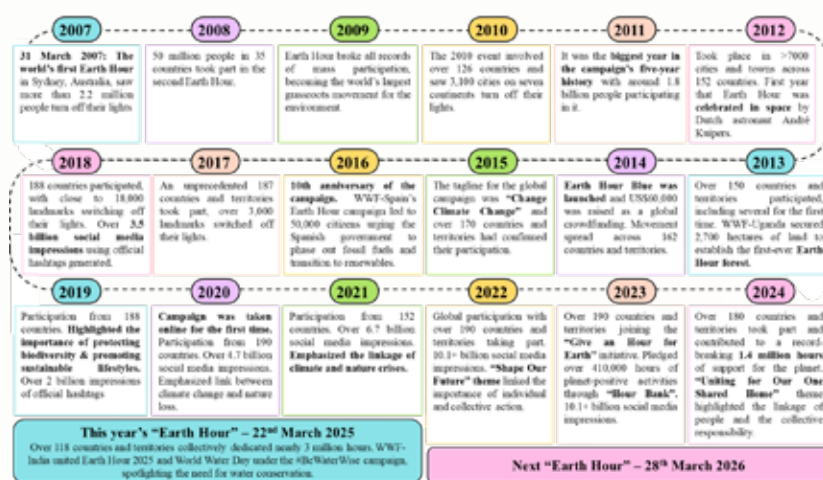 2007
31 March 2007: The
world's first Earth Hour
in Sydney, Australia, saw
more than 2.2 million
people turn off their lights
2008
50 million people in 35
countries took part in the
second Earth Hour.
2009
Earth Hour broke all records
of mass participation,
becoming the world's largest
grassroots movement for the
environment.
2010
The 2010 event involved
over 126 countries and
saw 3,100 cities on seven
continents turn off their
lights.
2011
It was the biggest year in
the campaign's five-year
history with around 1.8
billion people participating
in it.
2012
Took place in >7000
cities and towns across
152 countries. First year
that Earth Hour was
celebrated in space by
Dutch astronaut André
Kuipers.
2018
188 countries participated,
with close to 18,000
landmarks switching off
their lights. Over 3.5
billion social media
impressions using official
hashtags generated.
2017
An unprecedented 187
countries and territories
took part, over 3,000
landmarks switched off
their lights.
2016
10th anniversary of the
campaign. WWF-Spain's
Earth Hour campaign led to
50,000 citizens urging the
Spanish government to
phase out fossil fuels and
transition to renewables.
2015
The tagline for the global
campaign was "Change
Climate Change" and
over 170 countries and
territories had confirmed
their participation.
2014
Earth Hour Blue was
launched and US$60,000
was raised as a global
crowdfunding. Movement
spread across 162
countries and territories.
2013
Over 150 countries and
territories participated,
including several for the first
time. WWF-Uganda secured
2,700 hectares of land to
establish the first-ever Earth
Hour forest.
2019
Participation from 188
countries. Highlighted the
importance of protecting
biodiversity & promoting
sustainable lifestyles.
Over 2 billion impressions
of official hashtags
2020
Campaign was taken
online for the first time.
Participation from 190
countries. Over 4.7 billion
social media impressions.
Emphasized link between
climate change and nature
loss.
2021
Participation from 192
countries. Over 6.7 billion
social media impressions.
Emphasized the linkage of
climate and nature crises.
2022
Global participation with
over 190 countries and
territories taking part.
10.1+ billion social media
impressions. "Shape Our
Future" theme linked the
importance of individual
and collective action.
2023
Over 190 countries and
territories joining the
"Give an Hour for
Earth" initiative. Pledged
over 410,000 hours of
planet-positive activities
through "Hour Bank".
10.1+ billion social media
impressions.
2024
Over 180 countries and
territories took part and
contributed to a record-
breaking 1.4 million hours
of support for the planet.
"Uniting for Our One
Shared Home" theme
highlighted the linkage of
people and the collective
responsibility.
This year's "Earth Hour" – 22nd March 2025
Over 118 countries and territories collectively dedicated nearly 3 million hours. WWF-
India united Earth Hour 2025 and World Water Day under the #BeWaterWise campaign,
spotlighting the need for water conservation.
Next "Earth Hour" – 28th March 2026